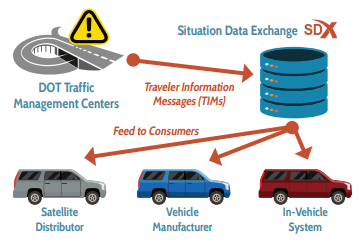 Situation Data Exchange SDX
!
DOT Traffic
Management Centers
Traveler Information
Messages (TIMs)
Feed to Consumers
Satellite
Distributor
Vehicle
Manufacturer
In-Vehicle
System